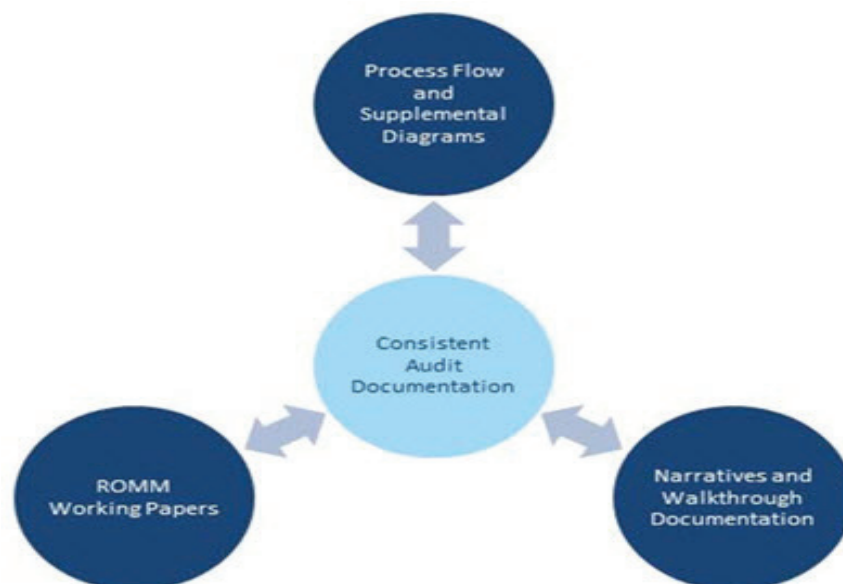 Process Flow
and
Supplemental
Diagrams
Consistent
Audit
Documentation
ROMM
Working Papers
Narratives and
Walkthrough
Documentation